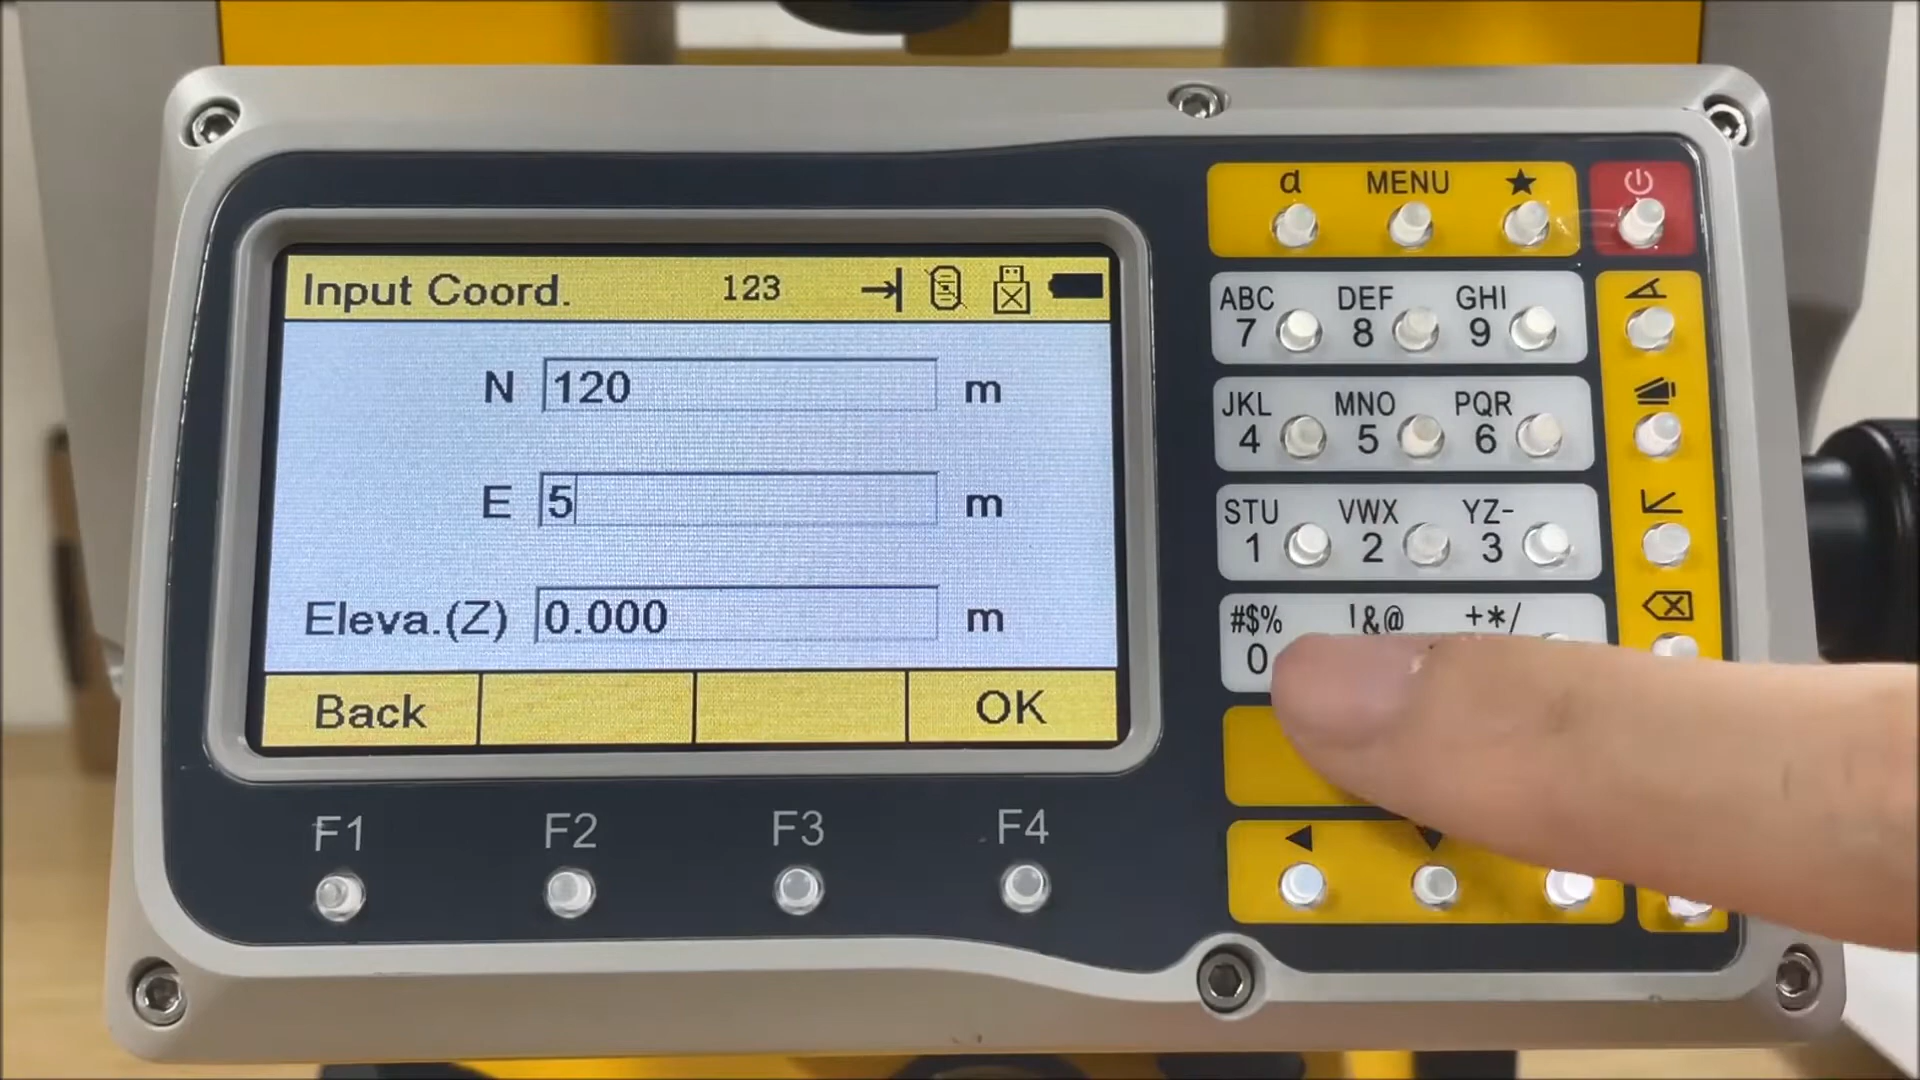 α MENU ★
Input Coord. 123
N 120 m
E 5 m
Eleva.(Z) 0.000 m
Back OK
F1 F2 F3 F4
ABC DEF GHI
7 8 9
JKL MNO PQR
4 5 6
STU VWX YZ-
1 2 3
#$% !&@ +*/
0